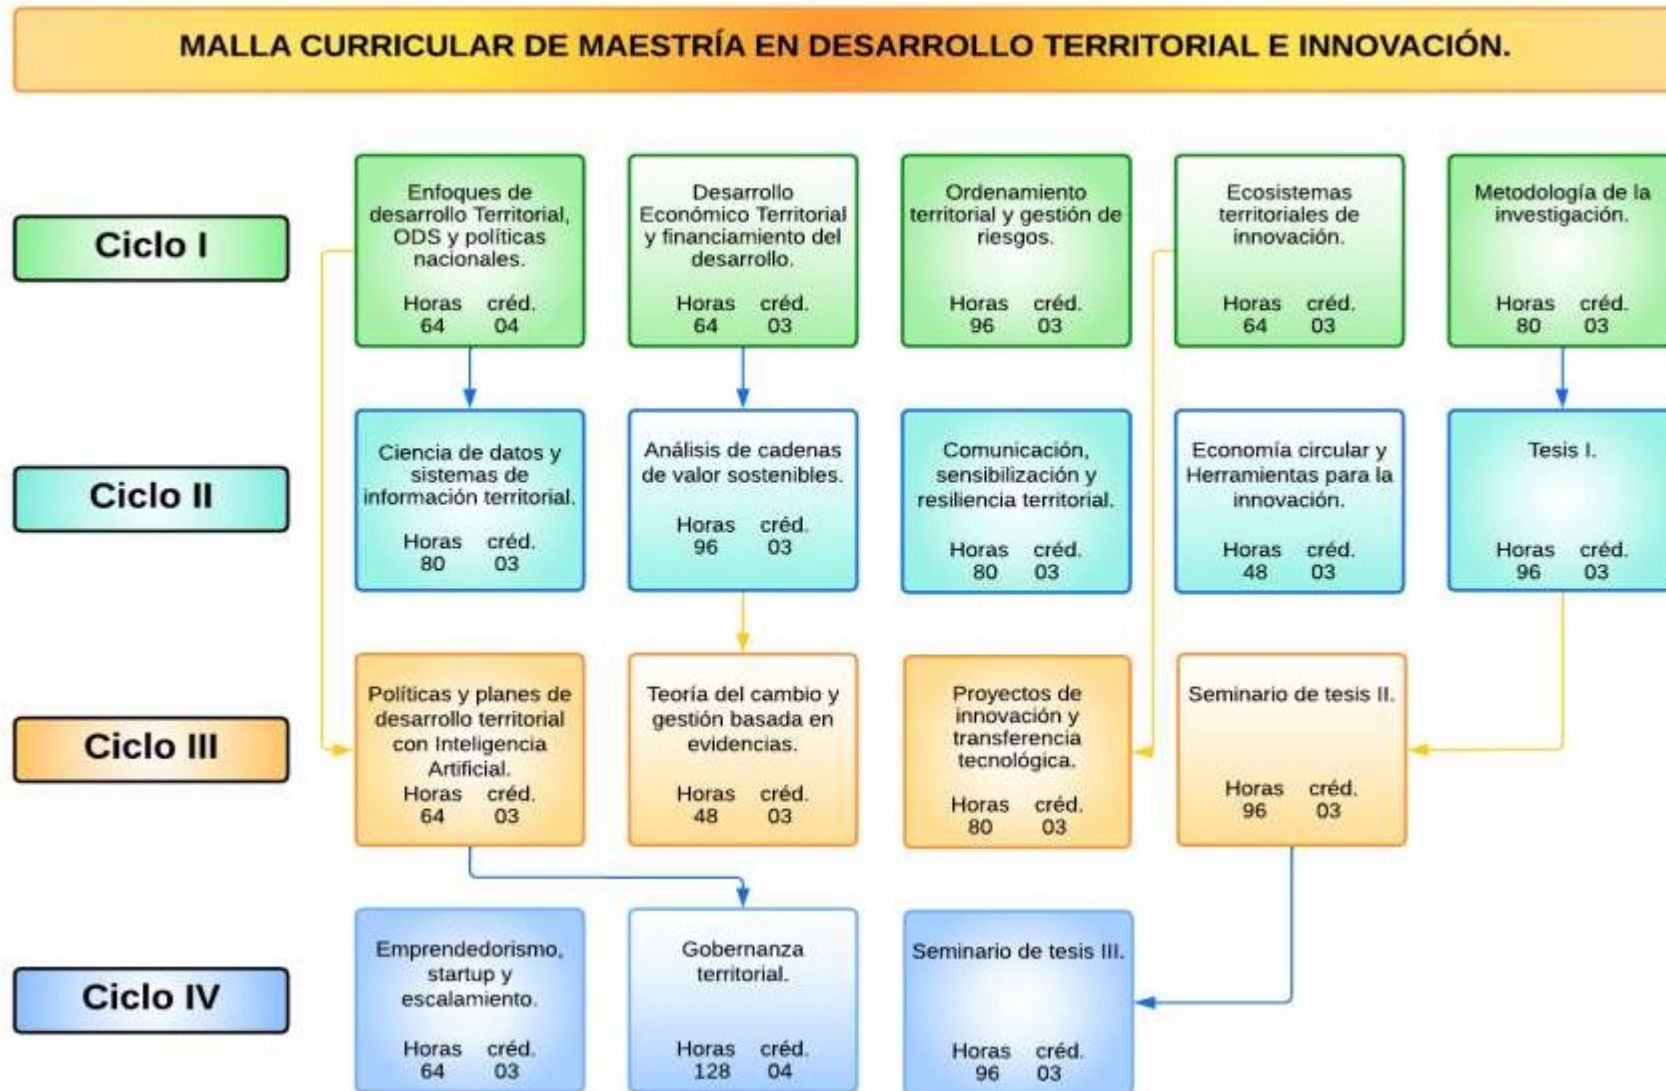 MALLA CURRICULAR DE MAESTRÍA EN DESARROLLO TERRITORIAL E INNOVACIÓN.
Ciclo I
Enfoques de
desarrollo Territorial,
ODS y políticas
nacionales.
Horas créd.
64 04
Desarrollo
Económico Territorial
y financiamiento del
desarrollo.
Horas créd.
64 03
Ordenamiento
territorial y gestión de
riesgos.
Horas créd.
96 03
Ecosistemas
territoriales de
innovación.
Horas créd.
64 03
Metodología de la
investigación.
Horas créd.
80 03
Ciclo II
Ciencia de datos y
sistemas de
información territorial.
Horas créd.
80 03
Análisis de cadenas
de valor sostenibles.
Horas créd.
96 03
Comunicación,
sensibilización y
resiliencia territorial.
Horas créd.
80 03
Economía circular y
Herramientas para la
innovación.
Horas créd.
48 03
Tesis I.
Horas créd.
96 03
Ciclo III
Políticas y planes de
desarrollo territorial
con Inteligencia
Artificial.
Horas créd.
64 03
Teoría del cambio y
gestión basada en
evidencias.
Horas créd.
48 03
Proyectos de
innovación y
transferencia
tecnológica.
Horas créd.
80 03
Seminario de tesis II.
Horas créd.
96 03
Ciclo IV
Emprendedorismo,
startup y
escalamiento.
Horas créd.
64 03
Gobernanza
territorial.
Horas créd.
128 04
Seminario de tesis III.
Horas créd.
96 03